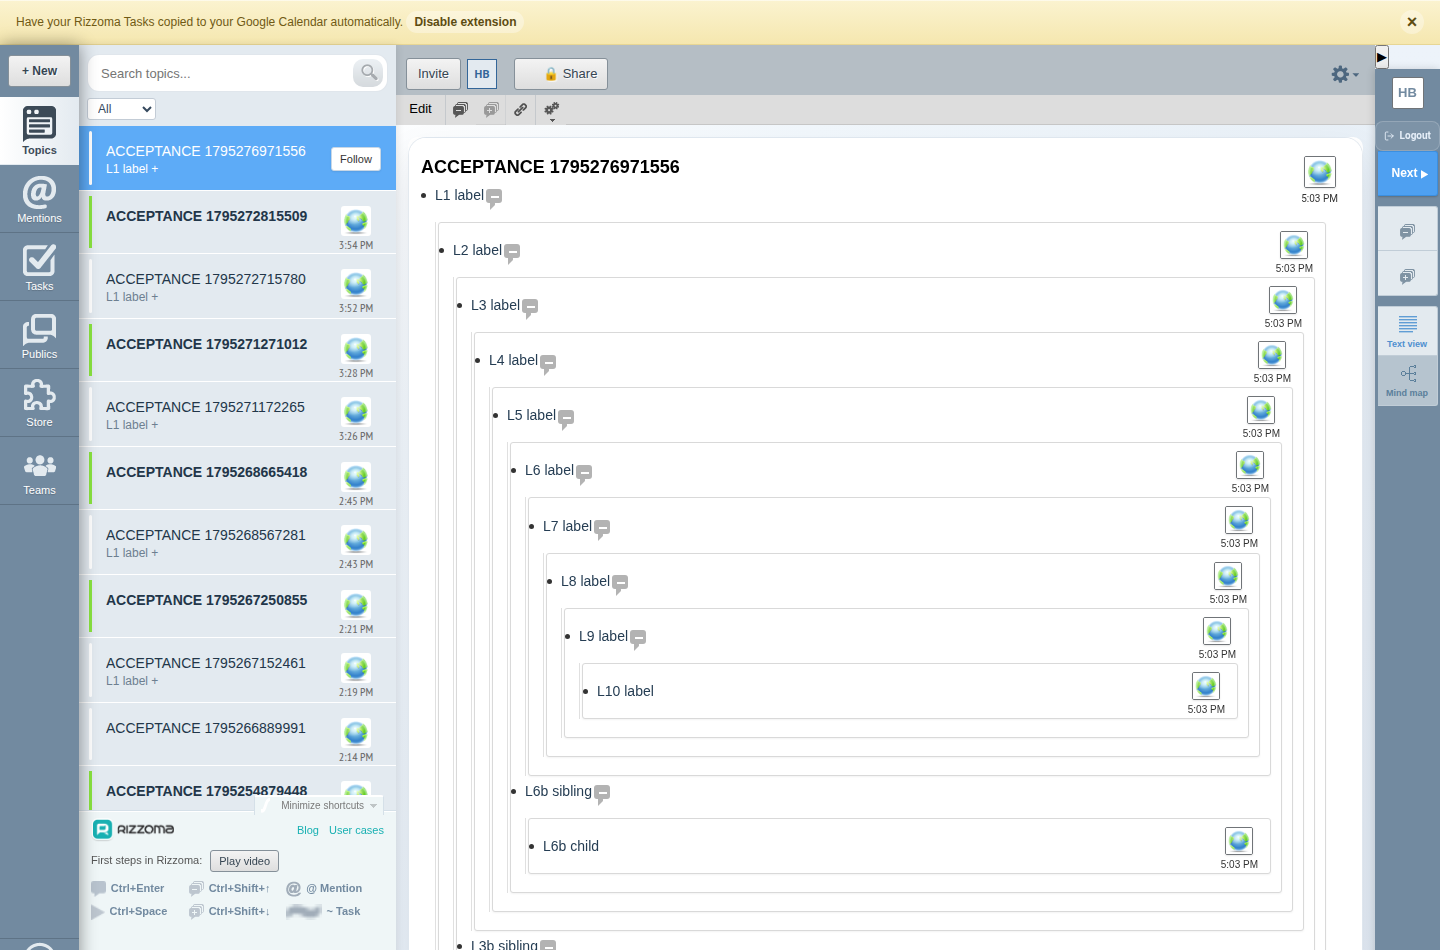 Have your Rizzoma Tasks copied to your Google Calendar automatically. Disable extension
+ New
Topics
Mentions
Tasks
Publics
Store
Teams
Search topics...
All
ACCEPTANCE 1795276971556
L1 label +
Follow
ACCEPTANCE 1795272815509
3:54 PM
ACCEPTANCE 1795272715780
L1 label +
3:52 PM
ACCEPTANCE 1795271271012
3:28 PM
ACCEPTANCE 1795271172265
L1 label +
3:26 PM
ACCEPTANCE 1795268665418
2:45 PM
ACCEPTANCE 1795268567281
L1 label +
2:43 PM
ACCEPTANCE 1795267250855
2:21 PM
ACCEPTANCE 1795267152461
L1 label +
2:19 PM
ACCEPTANCE 1795266889991
2:14 PM
ACCEPTANCE 1795254879448
Minimize shortcuts
RIZZOMA
Blog User cases
First steps in Rizzoma: Play video
Ctrl+Enter Ctrl+Shift+↑ @ @ Mention
Ctrl+Space Ctrl+Shift+↓ ~ Task
Invite HB Share
Edit
ACCEPTANCE 1795276971556
L1 label
5:03 PM
L2 label
5:03 PM
L3 label
5:03 PM
L4 label
5:03 PM
L5 label
5:03 PM
L6 label
5:03 PM
L7 label
5:03 PM
L8 label
5:03 PM
L9 label
5:03 PM
L10 label
5:03 PM
L6b sibling
L6b child
5:03 PM
L3b sibling
HB
Logout
Next
Text view
Mind map